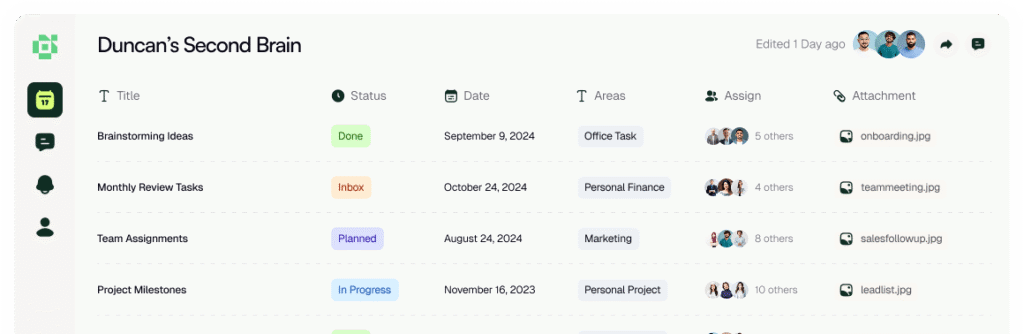 Duncan's Second Brain Edited 1 Day ago
Title Status Date Areas Assign Attachment
Brainstorming Ideas Done September 9, 2024 Office Task 5 others onboarding.jpg
17
Monthly Review Tasks Inbox October 24, 2024 Personal Finance 4 others teammeeting.jpg
Team Assignments Planned August 24, 2024 Marketing 8 others salesfollowup.jpg
Project Milestones In Progress November 16, 2023 Personal Project 10 others leadlist.jpg